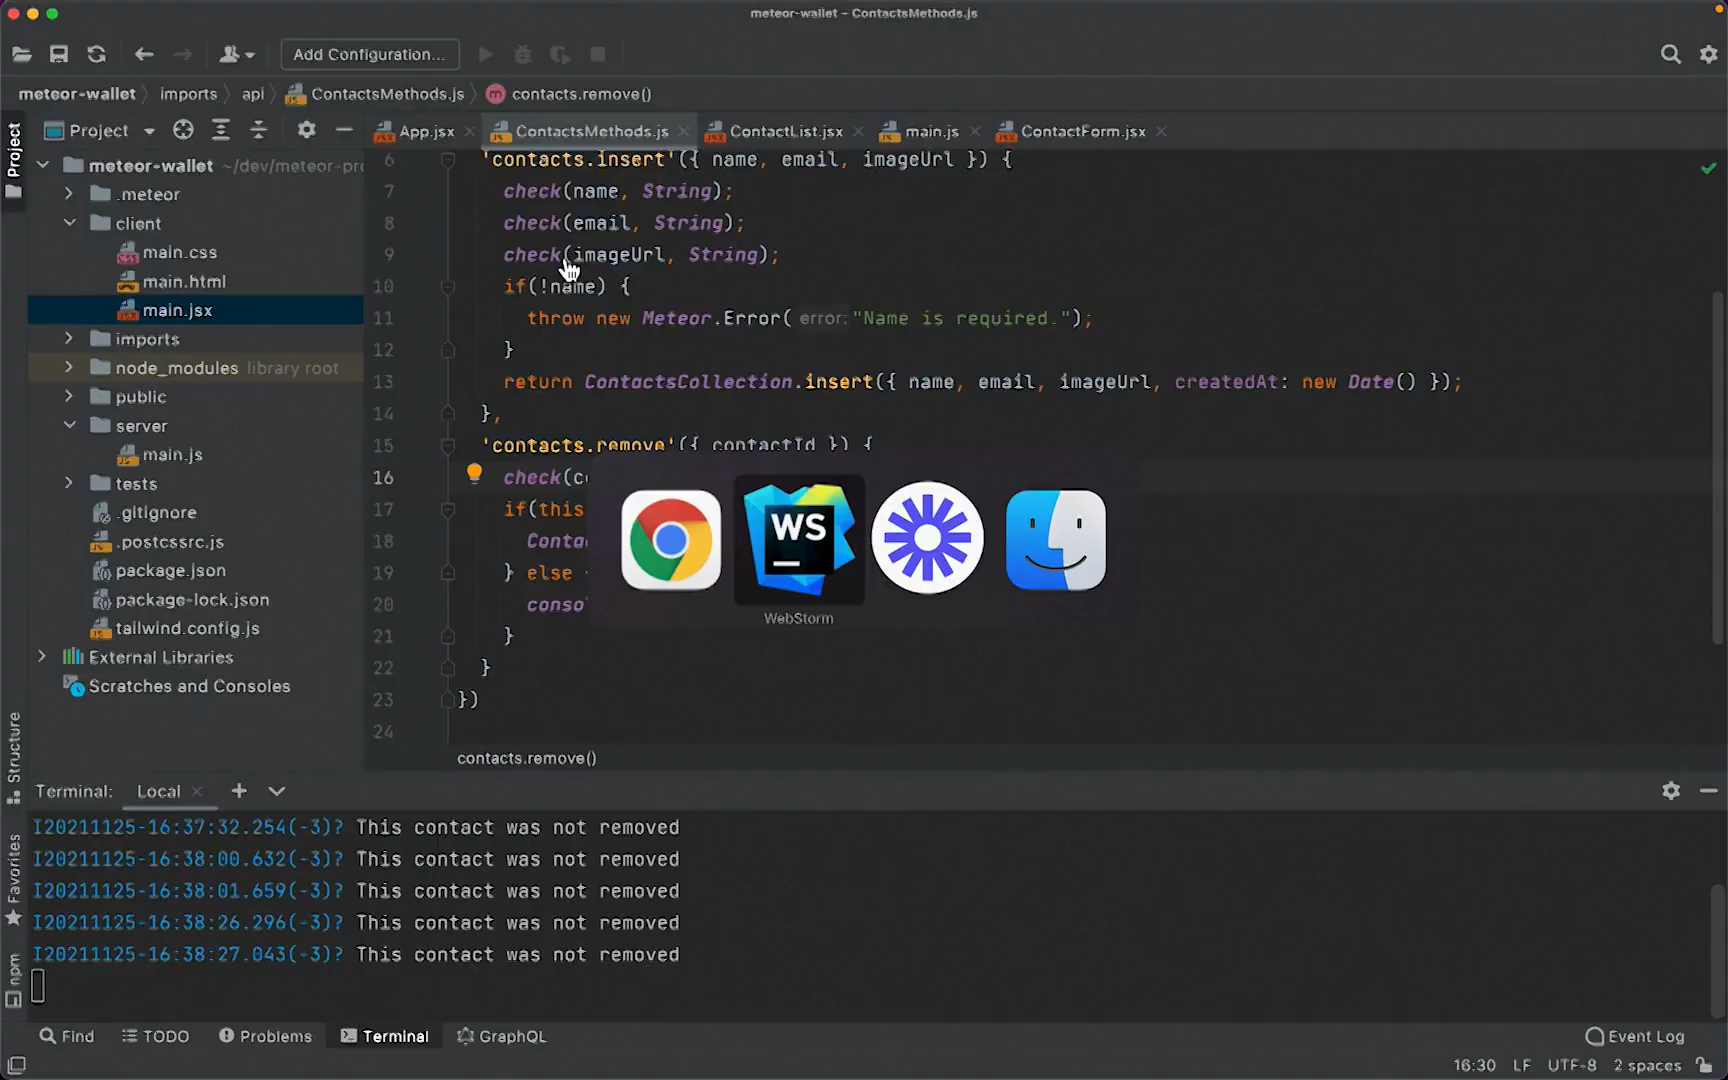 meteor-wallet – ContactsMethods.js
Add Configuration...
meteor-wallet imports api ContactsMethods.js m contacts.remove()
Project
Project
App.jsx ContactsMethods.js ContactList.jsx main.js ContactForm.jsx
meteor-wallet ~/dev/meteor-pro
.meteor
client
main.css
main.html
main.jsx
imports
node_modules library root
public
server
main.js
tests
.gitignore
.postcssrc.js
package.json
package-lock.json
tailwind.config.js
External Libraries
Scratches and Consoles
6 'contacts.insert'({ name, email, imageUrl }) {
7 check(name, String);
8 check(email, String);
9 check(imageUrl, String);
10 if(!name) {
11 throw new Meteor.Error( error: "Name is required.");
12 }
13 return ContactsCollection.insert({ name, email, imageUrl, createdAt: new Date() });
14 },
15 'contacts.remove'({ contactId }) {
16 check(co
17 if(this
18 Conta
19 } else
20 conso
21 }
22 }
23 })
24
WS
WebStorm
contacts.remove()
Structure
Favorites
npm
Terminal: Local
I20211125-16:37:32.254(-3)? This contact was not removed
I20211125-16:38:00.632(-3)? This contact was not removed
I20211125-16:38:01.659(-3)? This contact was not removed
I20211125-16:38:26.296(-3)? This contact was not removed
I20211125-16:38:27.043(-3)? This contact was not removed
Find TODO Problems Terminal GraphQL Event Log
16:30 LF UTF-8 2 spaces